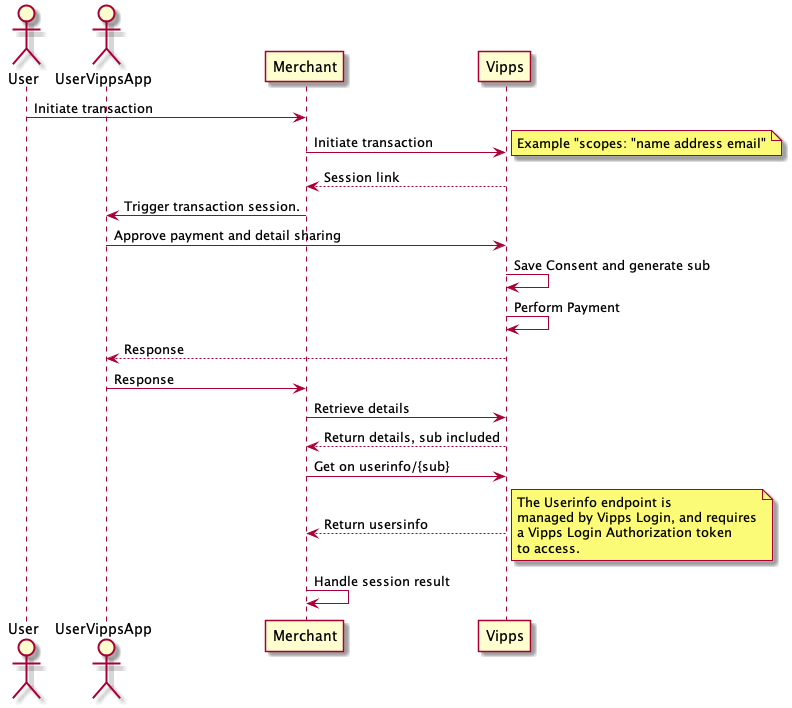 User
UserVippsApp
Merchant
Vipps
Initiate transaction
Initiate transaction
Example "scopes: "name address email"
Session link
Trigger transaction session.
Approve payment and detail sharing
Save Consent and generate sub
Perform Payment
Response
Response
Retrieve details
Return details, sub included
Get on userinfo/{sub}
The Userinfo endpoint is
managed by Vipps Login, and requires
a Vipps Login Authorization token
to access.
Return usersinfo
Handle session result
User
UserVippsApp
Merchant
Vipps